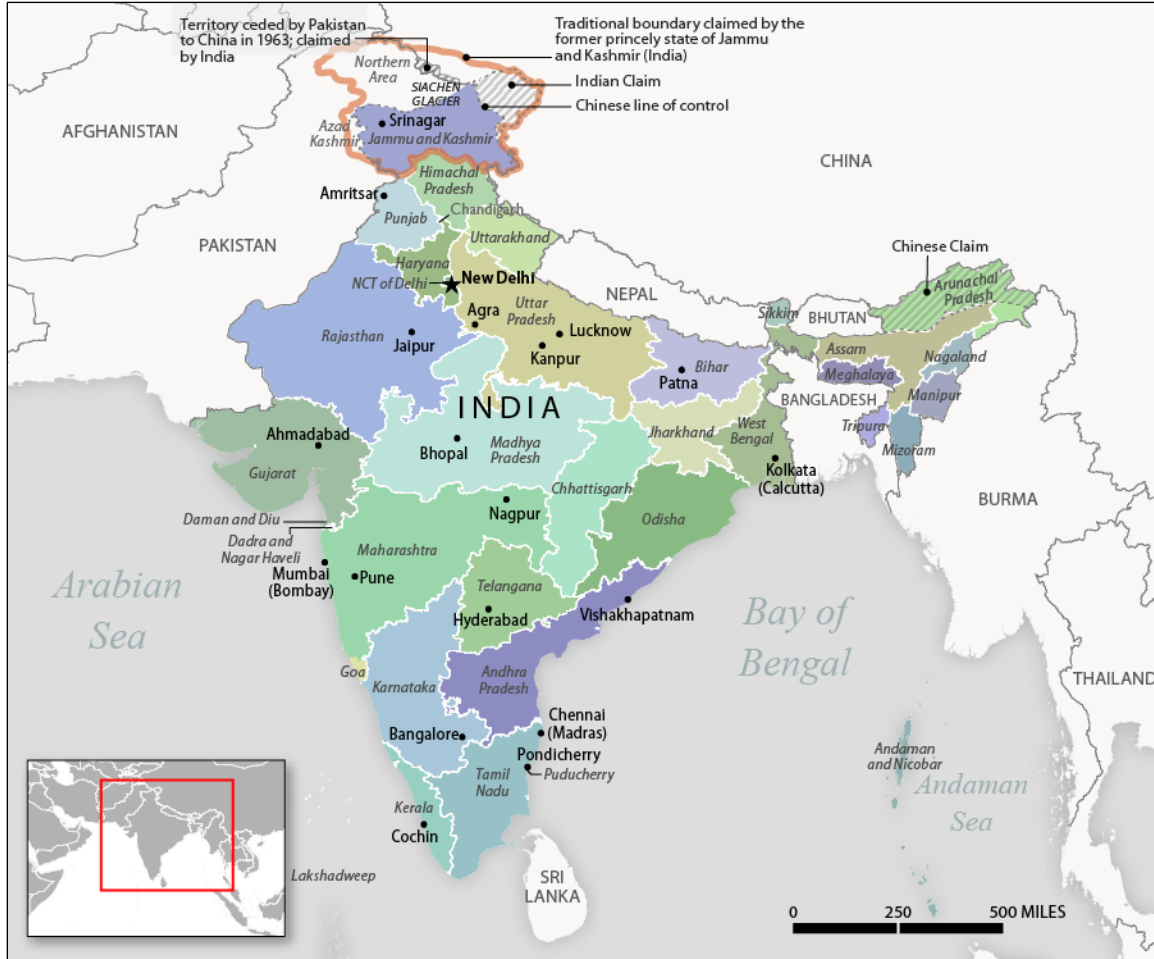 Territory ceded by Pakistan
to China in 1963; claimed
by India
Traditional boundary claimed by the
former princely state of Jammu
and Kashmir (India)
Northern
Area
SIACHEN
GLACIER
Indian Claim
Chinese line of control
AFGHANISTAN
Azad
Kashmir
Srinagar
Jammu and Kashmir
CHINA
Himachal
Pradesh
Amritsar
Punjab
Chandigarh
Uttarakhand
PAKISTAN
Haryana
NCT of Delhi
New Delhi
NEPAL
Chinese Claim
Arunachal
Pradesh
Sikkim
BHUTAN
Rajasthan
Jaipur
Agra
Uttar
Pradesh
Lucknow
Kanpur
Bihar
Patna
Assam
Nagaland
Meghalaya
Manipur
BANGLADESH
Tripura
Mizoram
INDIA
Ahmadabad
Gujarat
Bhopal
Madhya
Pradesh
Jharkhand
West
Bengal
Kolkata
(Calcutta)
Chhattisgarh
BURMA
Nagpur
Odisha
Daman and Diu
Dadra and
Nagar Haveli
Maharashtra
Mumbai
(Bombay)
Pune
Telangana
Hyderabad
Vishakhapatnam
Arabian
Sea
Bay of
Bengal
Goa
Karnataka
Andhra
Pradesh
THAILAND
Bangalore
Chennai
(Madras)
Pondicherry
Puducherry
Tamil
Nadu
Andaman
and Nicobar
Andaman
Sea
Kerala
Cochin
Lakshadweep
SRI
LANKA
0 250 500 MILES